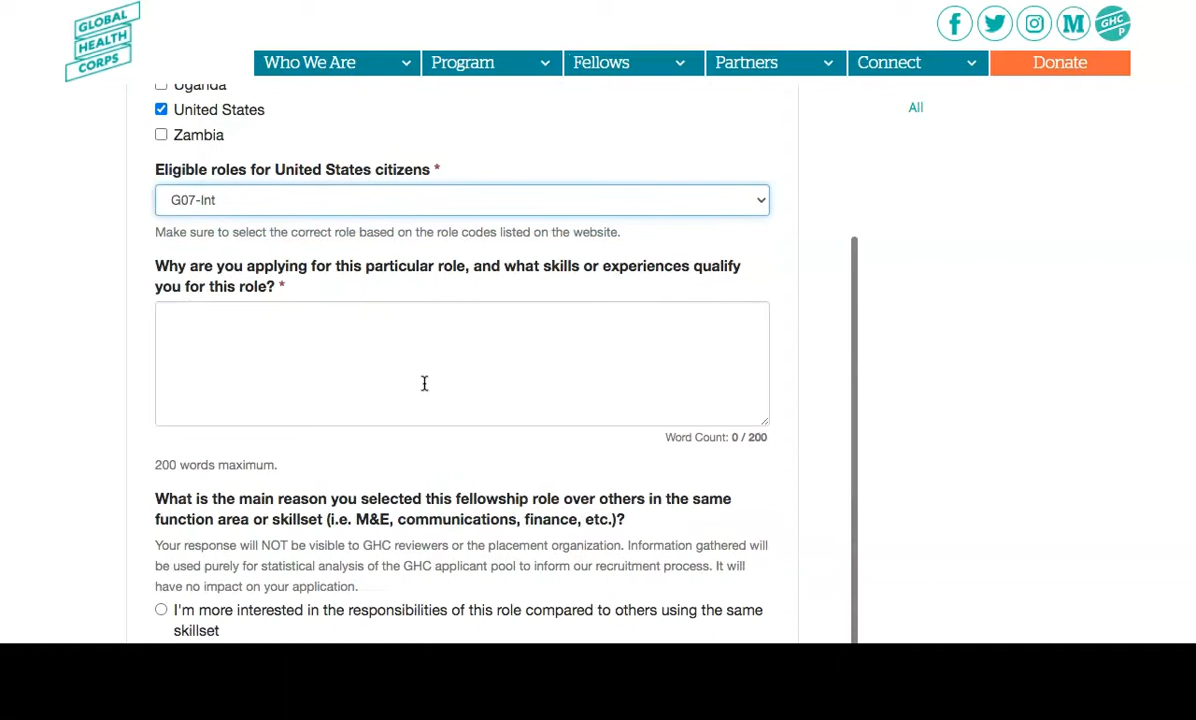 GLOBAL
HEALTH
CORPS
GHC
P
Who We Are
Program
Fellows
Partners
Connect
Donate
Uganda
All
United States
Zambia
Eligible roles for United States citizens *
G07-Int
Make sure to select the correct role based on the role codes listed on the website.
Why are you applying for this particular role, and what skills or experiences qualify
you for this role? *
Word Count: 0 / 200
200 words maximum.
What is the main reason you selected this fellowship role over others in the same
function area or skillset (i.e. M&E, communications, finance, etc.)?
Your response will NOT be visible to GHC reviewers or the placement organization. Information gathered will
be used purely for statistical analysis of the GHC applicant pool to inform our recruitment process. It will
have no impact on your application.
I'm more interested in the responsibilities of this role compared to others using the same
skillset